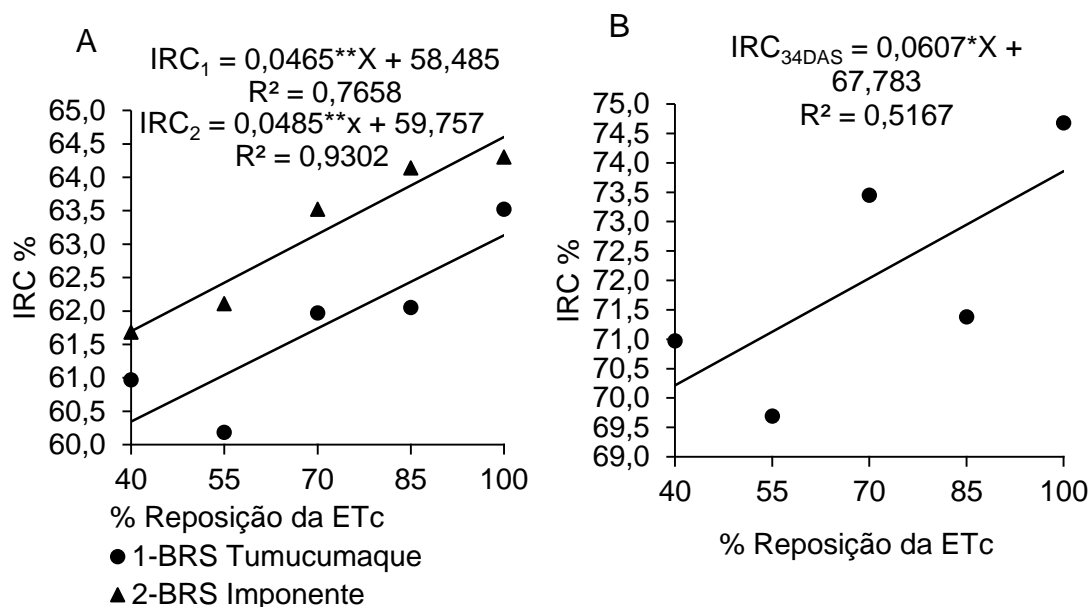 A
IRC₁ = 0,0465**X + 58,485
R² = 0,7658
IRC₂ = 0,0485**x + 59,757
R² = 0,9302
65,0
64,5
64,0
63,5
63,0
62,5
62,0
61,5
61,0
60,5
60,0
IRC %
40 55 70 85 100
% Reposição da ETc
1-BRS Tumucumaque
2-BRS Imponente
B
IRC₃₄DAS = 0,0607*X +
67,783
R² = 0,5167
75,0
74,5
74,0
73,5
73,0
72,5
72,0
71,5
71,0
70,5
70,0
69,5
69,0
IRC %
40 55 70 85 100
% Reposição da ETc